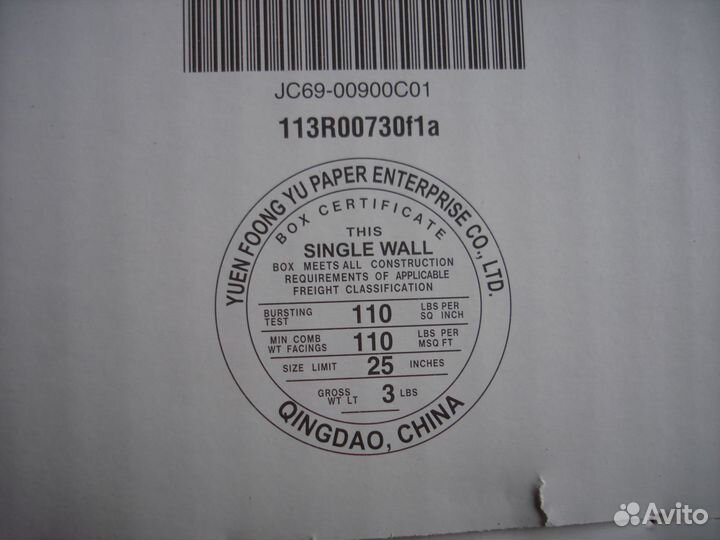 JC69-00900C01
113R00730f1a
YUEN FOONG YU PAPER ENTERPRISE CO., LTD.
BOX CERTIFICATE
THIS
SINGLE WALL
BOX MEETS ALL CONSTRUCTION
REQUIREMENTS OF APPLICABLE
FREIGHT CLASSIFICATION
BURSTING TEST 110 LBS PER SQ INCH
MIN COMB WT FACINGS 110 LBS PER MSQ FT
SIZE LIMIT 25 INCHES
GROSS WT LT 3 LBS
QINGDAO, CHINA
Avito